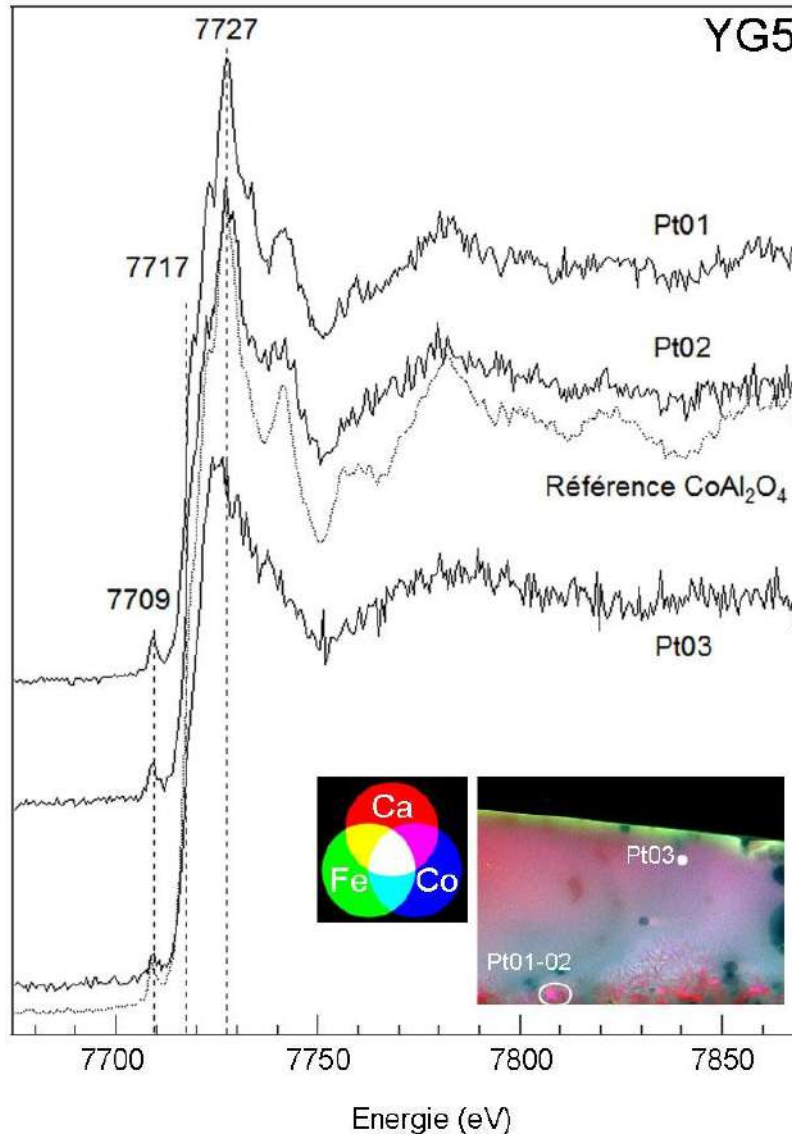 YG5
7727
Pt01
7717
Pt02
Référence CoAl₂O₄
7709
Pt03
Ca
Fe
Co
Pt03
Pt01-02
7700
7750
7800
7850
Energie (eV)